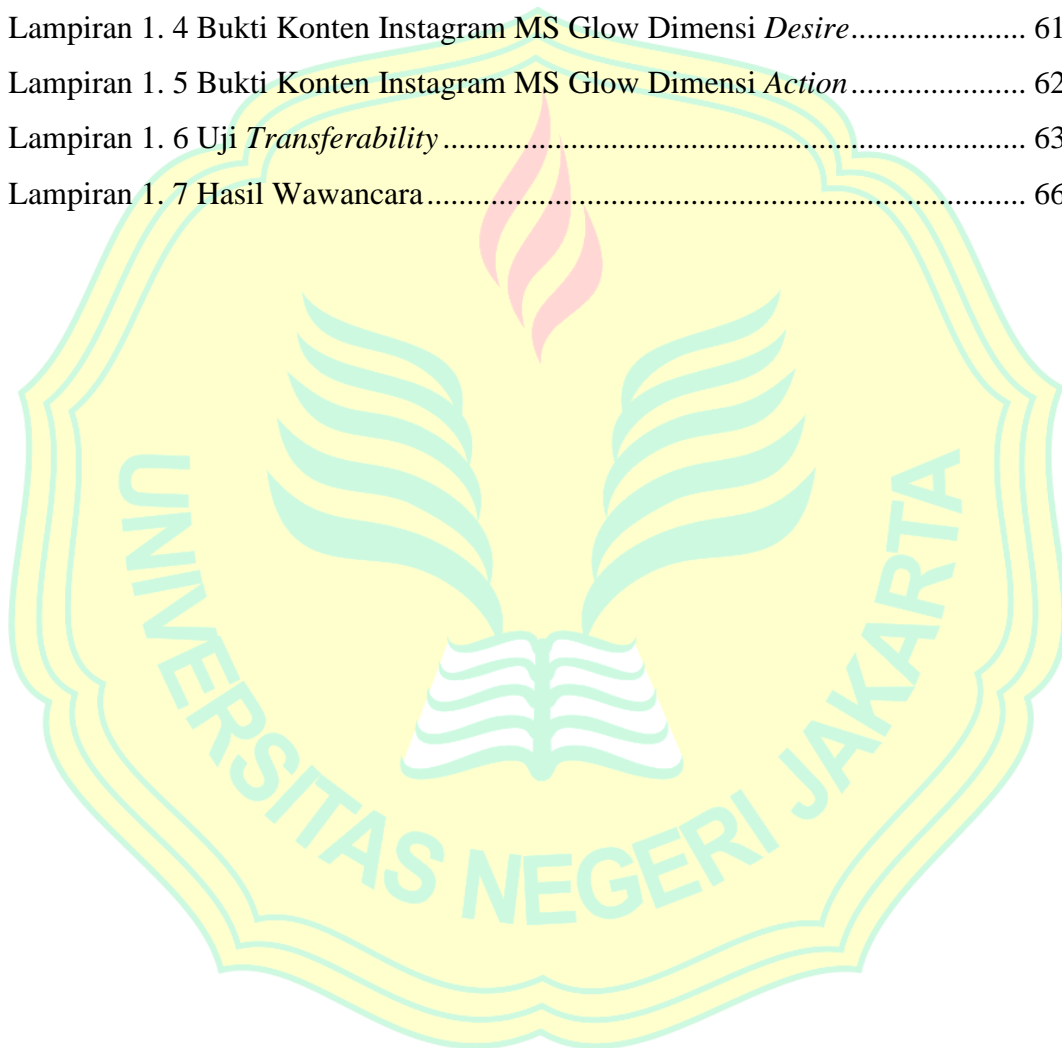 Lampiran 1. 4 Bukti Konten Instagram MS Glow Dimensi Desire..................... 61
Lampiran 1. 5 Bukti Konten Instagram MS Glow Dimensi Action..................... 62
Lampiran 1. 6 Uji Transferability........................................................................ 63
Lampiran 1. 7 Hasil Wawancara.......................................................................... 66
UNIVERSITAS NEGERI JAKARTA